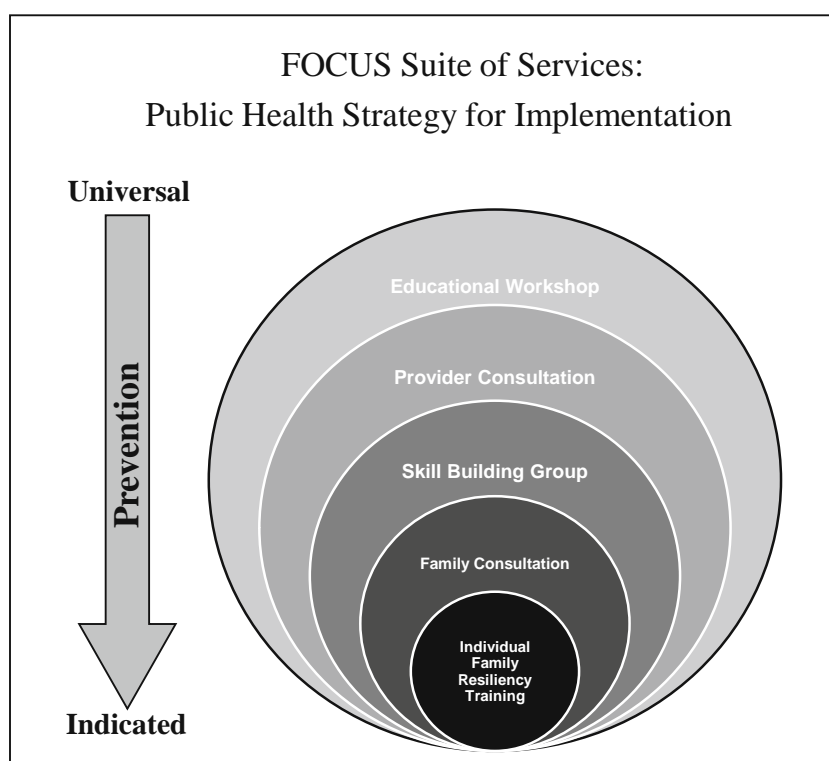 FOCUS Suite of Services:
Public Health Strategy for Implementation
Universal
Prevention
Indicated
Educational Workshop
Provider Consultation
Skill Building Group
Family Consultation
Individual
Family
Resiliency
Training